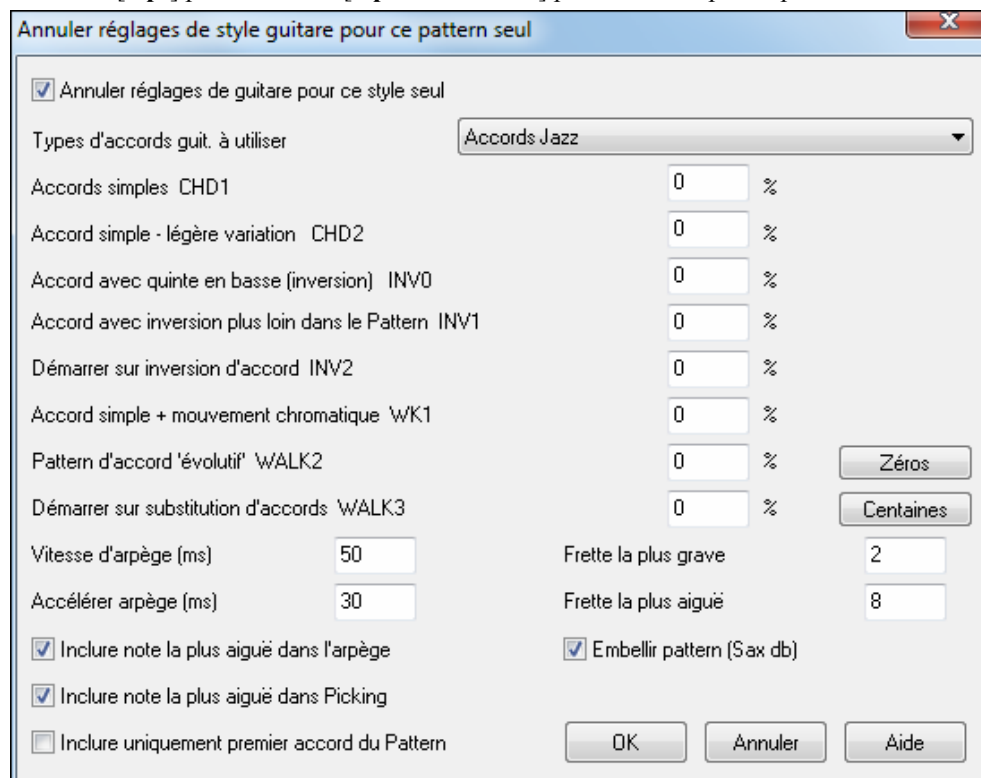 Annuler réglages de style guitare pour ce pattern seul
Annuler réglages de guitare pour ce style seul
Types d'accords guit. à utiliser Accords Jazz
Accords simples CHD1 0 %
Accord simple - légère variation CHD2 0 %
Accord avec quinte en basse (inversion) INV0 0 %
Accord avec inversion plus loin dans le Pattern INV1 0 %
Démarrer sur inversion d'accord INV2 0 %
Accord simple + mouvement chromatique WK1 0 %
Pattern d'accord 'évolutif' WALK2 0 % Zéros
Démarrer sur substitution d'accords WALK3 0 % Centaines
Vitesse d'arpège (ms) 50 Frette la plus grave 2
Accélérer arpège (ms) 30 Frette la plus aiguë 8
Inclure note la plus aiguë dans l'arpège Embellir pattern (Sax db)
Inclure note la plus aiguë dans Picking
Inclure uniquement premier accord du Pattern OK Annuler Aide